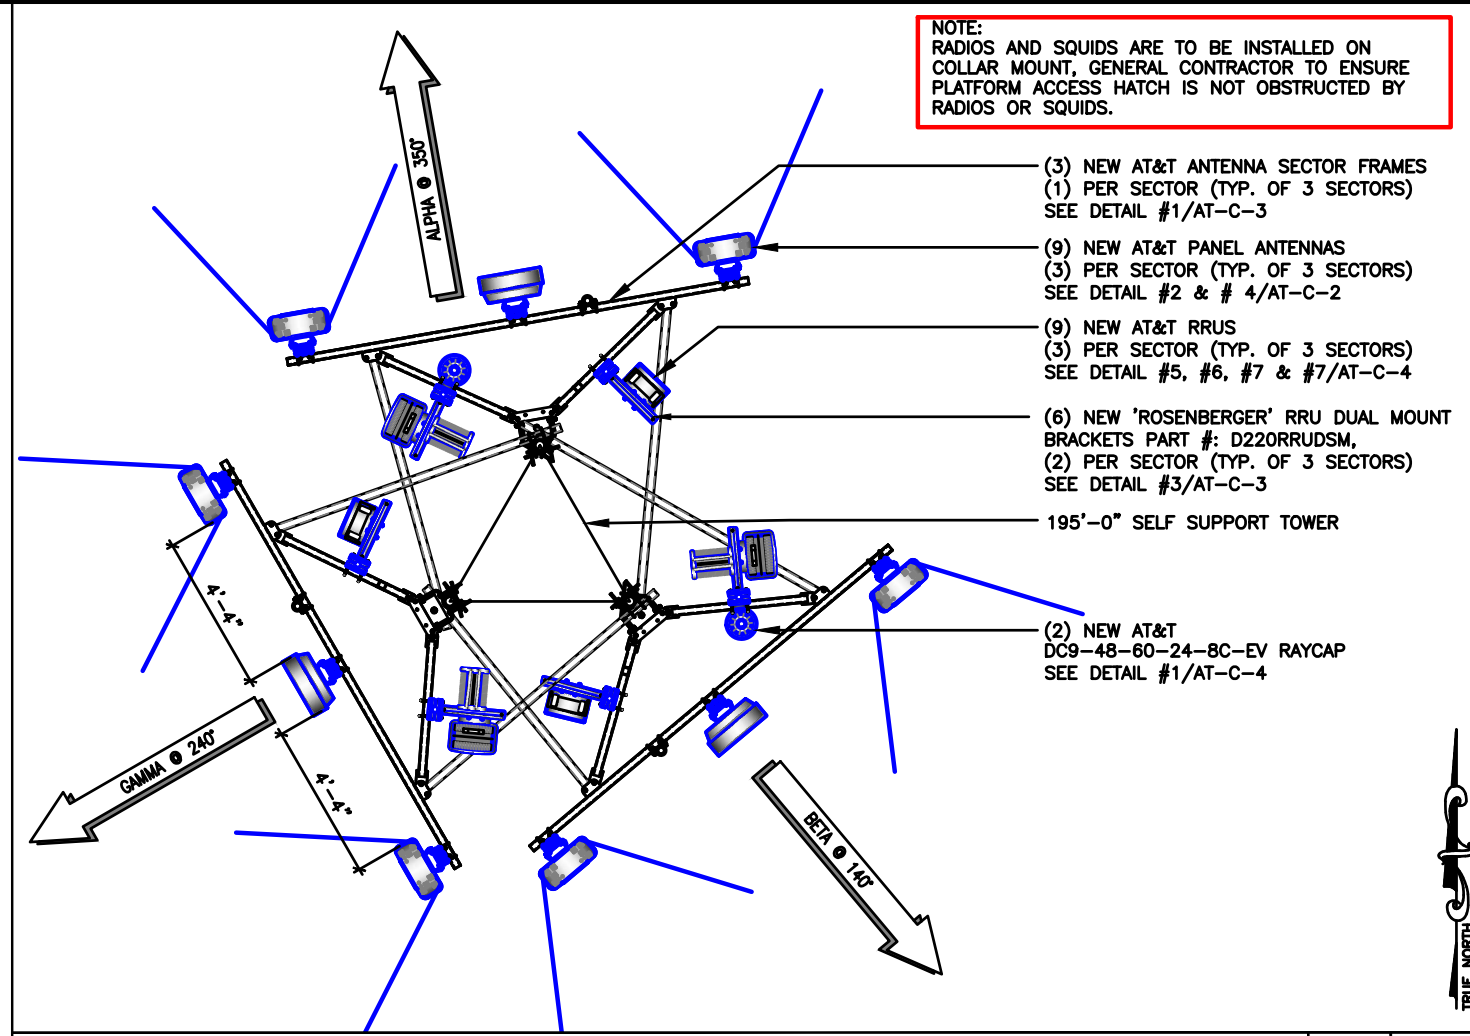 NOTE:
RADIOS AND SQUIDS ARE TO BE INSTALLED ON
COLLAR MOUNT, GENERAL CONTRACTOR TO ENSURE
PLATFORM ACCESS HATCH IS NOT OBSTRUCTED BY
RADIOS OR SQUIDS.
(3) NEW AT&T ANTENNA SECTOR FRAMES
(1) PER SECTOR (TYP. OF 3 SECTORS)
SEE DETAIL #1/AT-C-3
(9) NEW AT&T PANEL ANTENNAS
(3) PER SECTOR (TYP. OF 3 SECTORS)
SEE DETAIL #2 & # 4/AT-C-2
(9) NEW AT&T RRUS
(3) PER SECTOR (TYP. OF 3 SECTORS)
SEE DETAIL #5, #6, #7 & #7/AT-C-4
(6) NEW 'ROSENBERGER' RRU DUAL MOUNT
BRACKETS PART #: D220RRUDSM,
(2) PER SECTOR (TYP. OF 3 SECTORS)
SEE DETAIL #3/AT-C-3
195'-0" SELF SUPPORT TOWER
(2) NEW AT&T
DC9-48-60-24-8C-EV RAYCAP
SEE DETAIL #1/AT-C-4
ALPHA @ 350°
4'-4"
GAMMA @ 240°
4'-4"
BETA @ 140°
TRUE NORTH